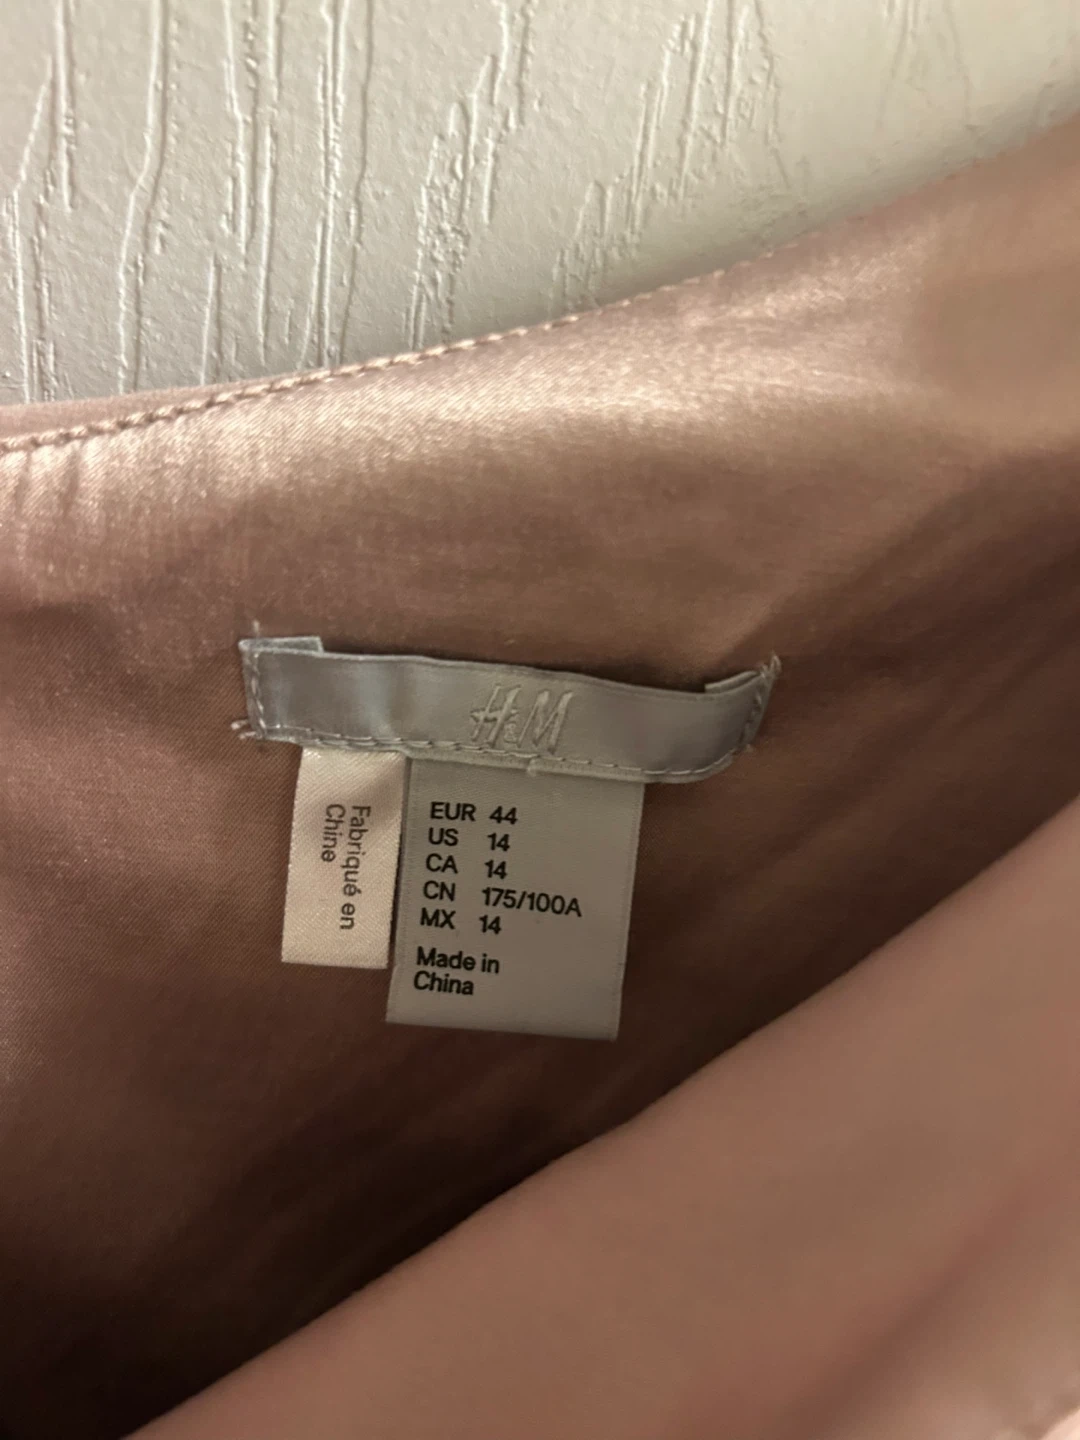 H&M
Fabriqué en
Chine
EUR 44
US 14
CA 14
CN 175/100A
MX 14
Made in
China